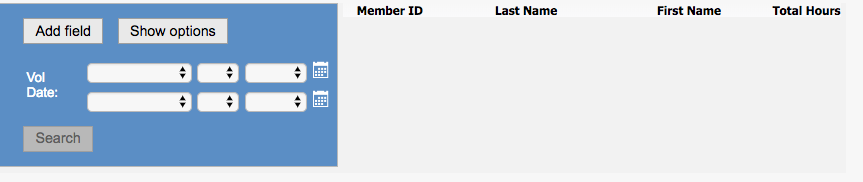 Add field
Show options
Vol
Date:
Search
Member ID Last Name First Name Total Hours